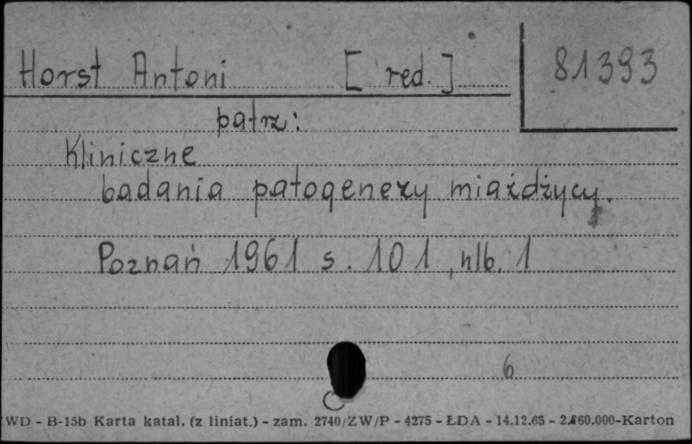 Horst Antoni [red.] 81393
patrz:
Kliniczne
badania patogenezy miażdżycy.
Poznań 1961 s. 101, nlb. 1
6
WD - B-15b Karta katal. (z liniat.) - zam. 2740/ZW/P - 4275 - ŁDA - 14.12.65 - 2.860.000-Karton